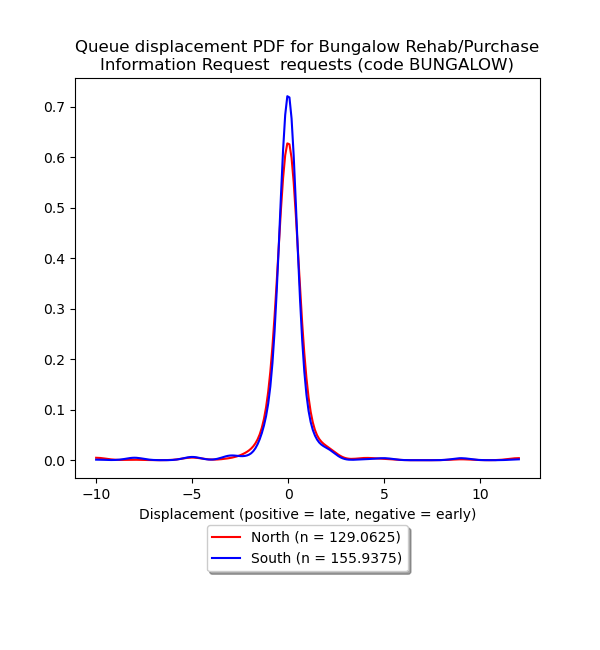 Queue displacement PDF for Bungalow Rehab/Purchase
Information Request  requests (code BUNGALOW)
0.7
0.6
0.5
0.4
0.3
0.2
0.1
0.0
−10 −5 0 5 10
Displacement (positive = late, negative = early)
North (n = 129.0625)
South (n = 155.9375)